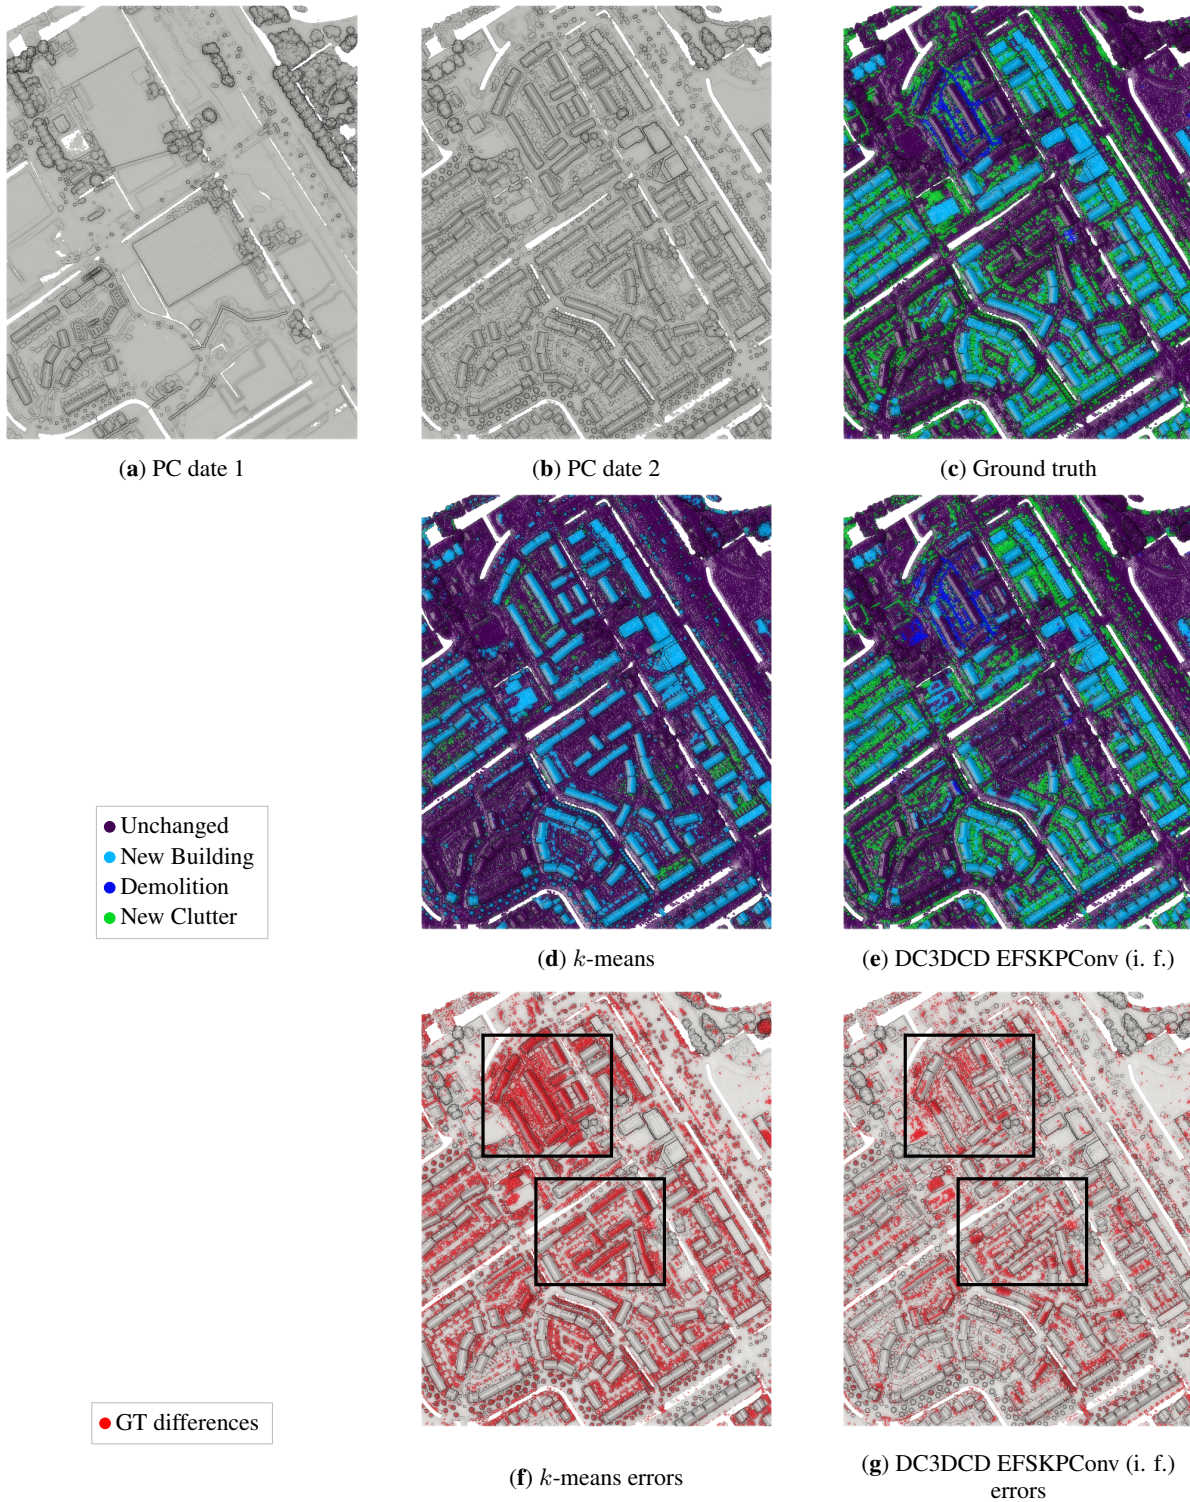 (a) PC date 1
(b) PC date 2
(c) Ground truth
Unchanged
New Building
Demolition
New Clutter
(d) k-means
(e) DC3DCD EFSKPConv (i. f.)
GT differences
(f) k-means errors
(g) DC3DCD EFSKPConv (i. f.)
errors